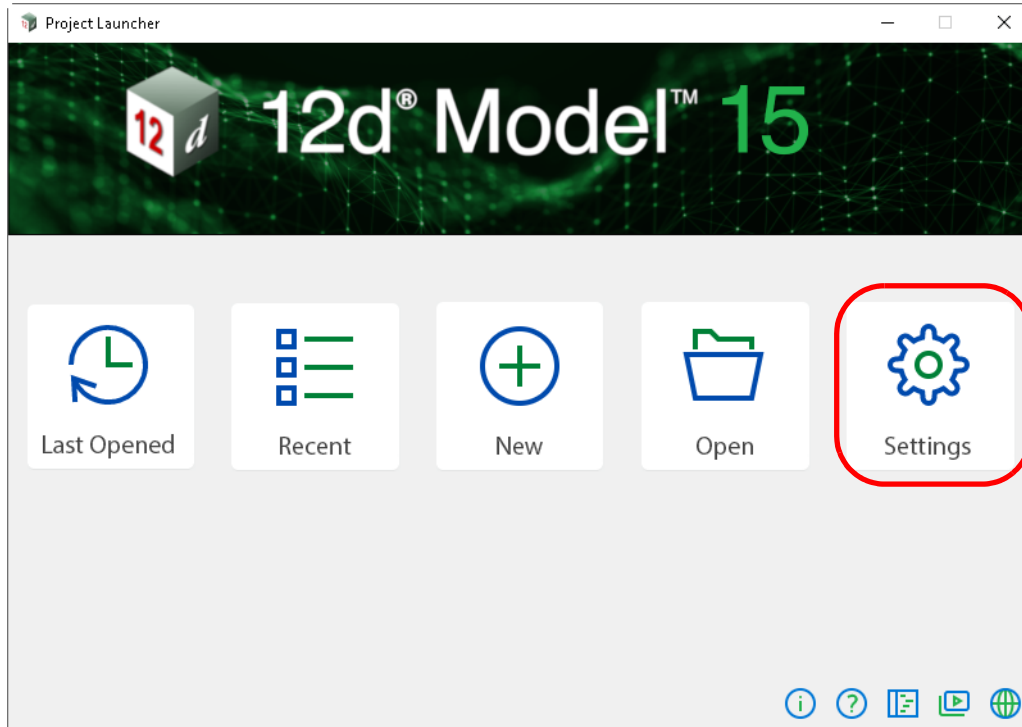 Project Launcher
12 d 12d® Model™ 15
Last Opened
Recent
New
Open
Settings